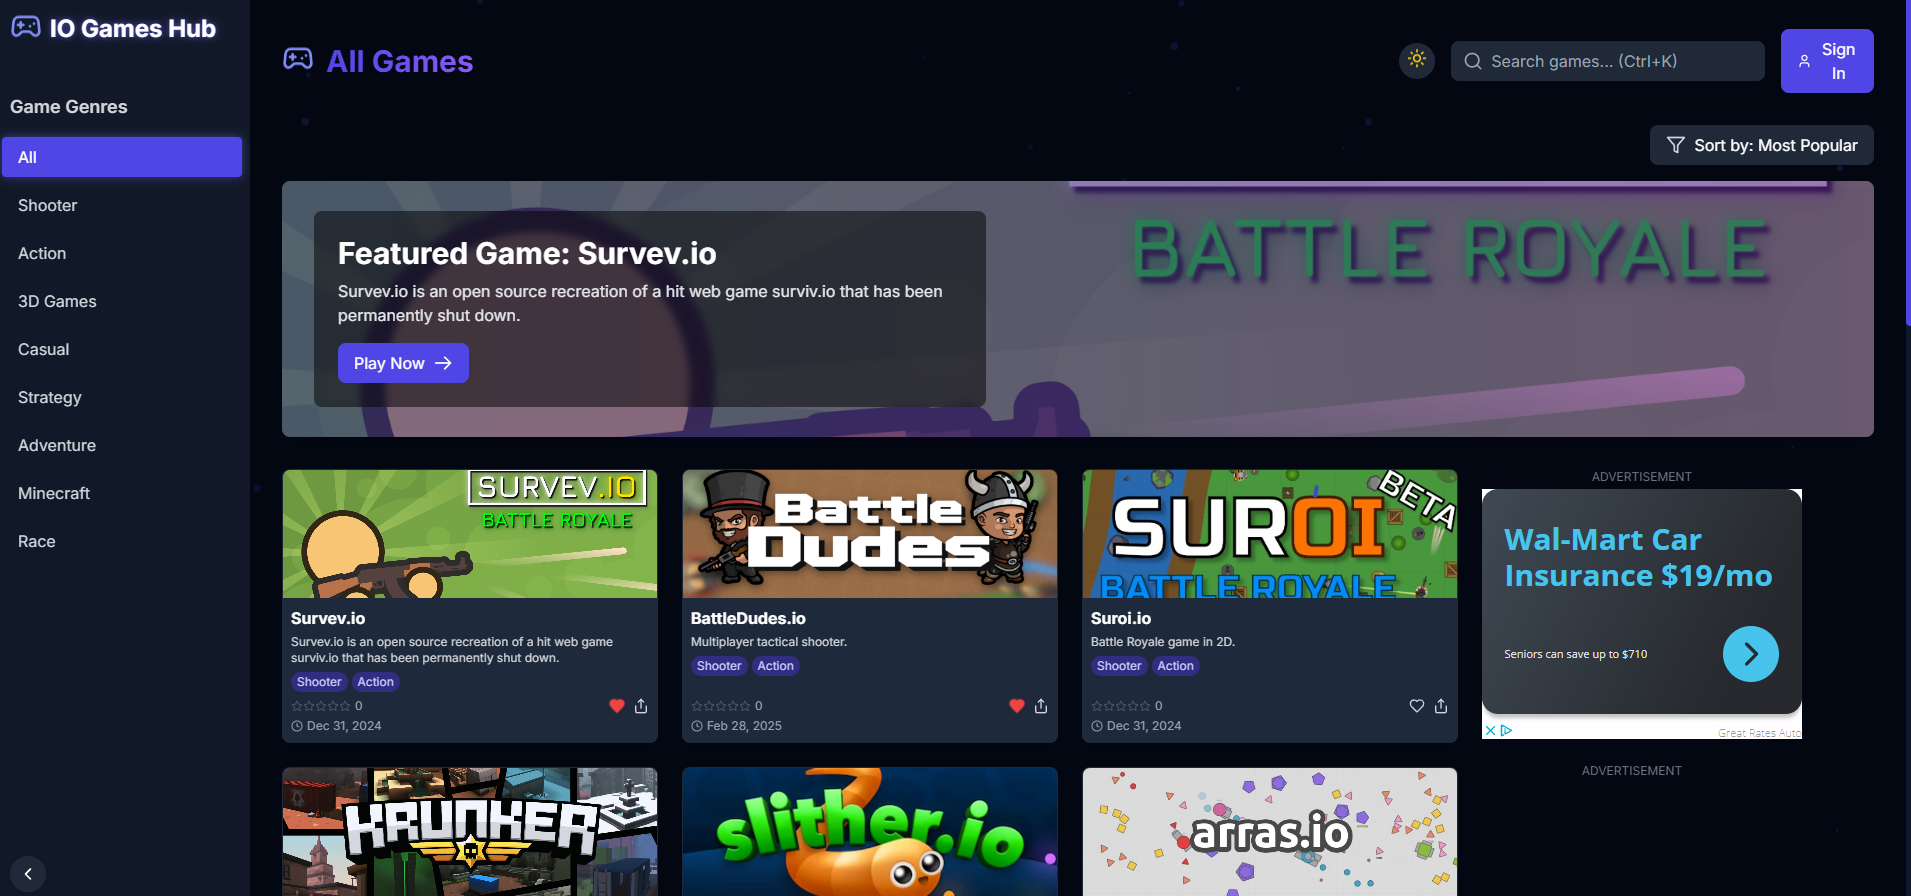 IO Games Hub
Game Genres
All
Shooter
Action
3D Games
Casual
Strategy
Adventure
Minecraft
Race
All Games
Search games... (Ctrl+K)
Sign
In
Sort by: Most Popular
BATTLE ROYALE
Featured Game: Survev.io
Survev.io is an open source recreation of a hit web game surviv.io that has been
permanently shut down.
Play Now
SURVEV.IO
BATTLE ROYALE
Survev.io
Survev.io is an open source recreation of a hit web game
surviv.io that has been permanently shut down.
Shooter Action
0
Dec 31, 2024
Battle
Dudes
BattleDudes.io
Multiplayer tactical shooter.
Shooter Action
0
Feb 28, 2025
BETA
SUROI
BATTLE ROYALE
Suroi.io
Battle Royale game in 2D.
Shooter Action
0
Dec 31, 2024
ADVERTISEMENT
Wal-Mart Car
Insurance $19/mo
Seniors can save up to $710
Great Rates Auto
KRUNKER
slither.io
arras.io
ADVERTISEMENT